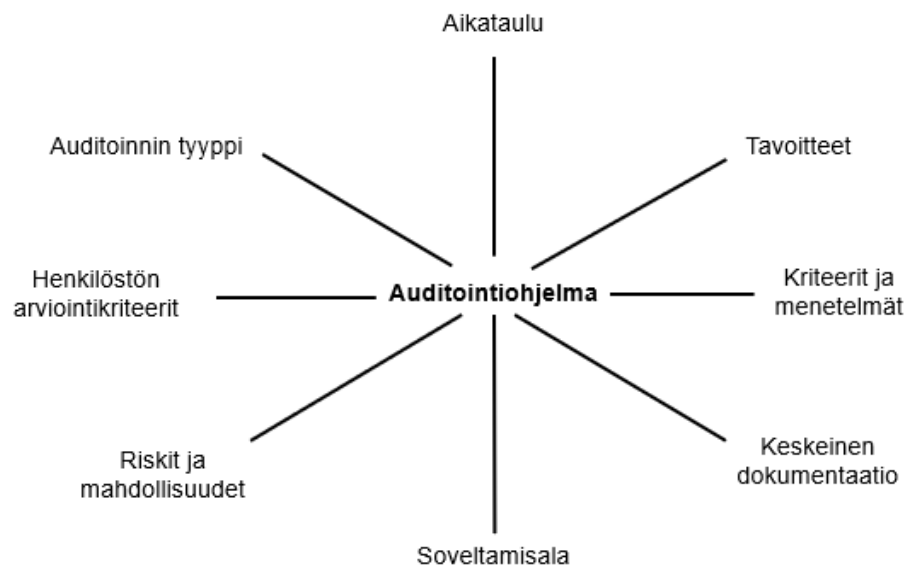 Aikataulu
Auditoinnin tyyppi
Tavoitteet
Henkilöstön
arviointikriteerit
Auditointiohjelma
Kriteerit ja
menetelmät
Riskit ja
mahdollisuudet
Keskeinen
dokumentaatio
Soveltamisala